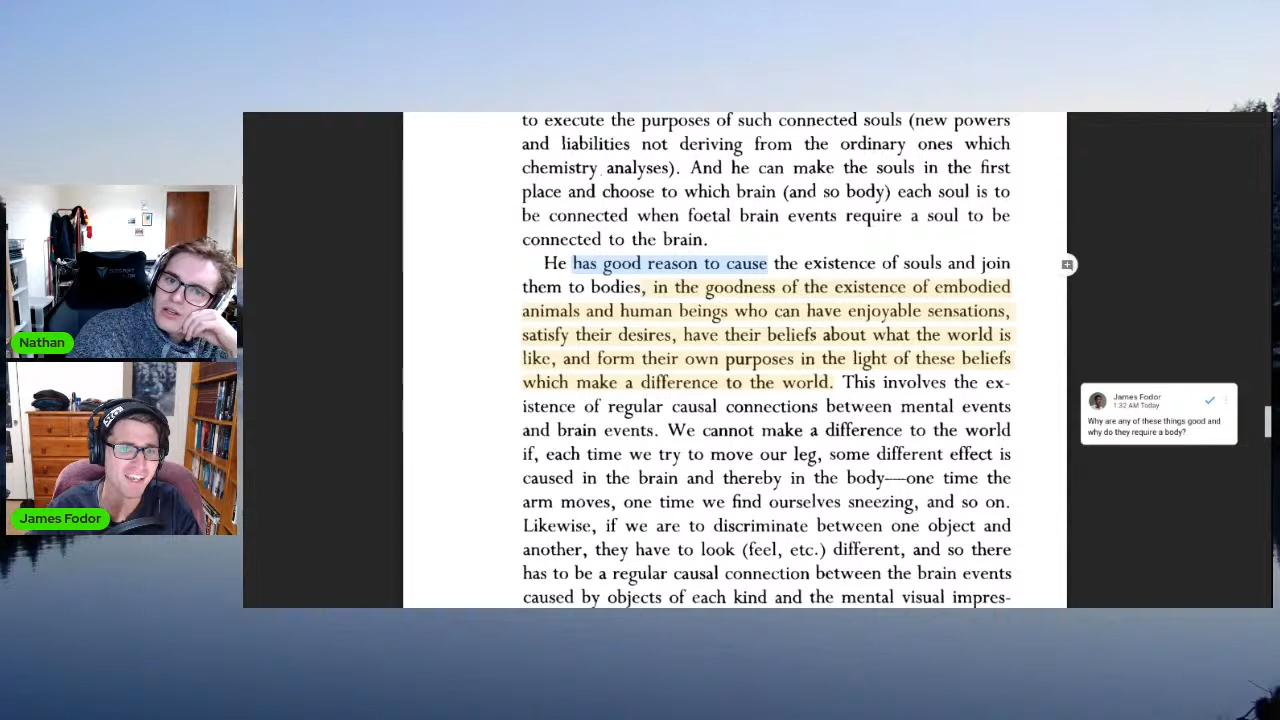 to execute the purposes of such connected souls (new powers
and liabilities not deriving from the ordinary ones which
chemistry analyses). And he can make the souls in the first
place and choose to which brain (and so body) each soul is to
be connected when foetal brain events require a soul to be
connected to the brain.
He has good reason to cause the existence of souls and join
them to bodies, in the goodness of the existence of embodied
animals and human beings who can have enjoyable sensations,
satisfy their desires, have their beliefs about what the world is
like, and form their own purposes in the light of these beliefs
which make a difference to the world. This involves the ex-
istence of regular causal connections between mental events
and brain events. We cannot make a difference to the world
if, each time we try to move our leg, some different effect is
caused in the brain and thereby in the body—one time the
arm moves, one time we find ourselves sneezing, and so on.
Likewise, if we are to discriminate between one object and
another, they have to look (feel, etc.) different, and so there
has to be a regular causal connection between the brain events
caused by objects of each kind and the mental visual impres-
Nathan
James Fodor
James Fodor
1:32 AM Today
Why are any of these things good and
why do they require a body?